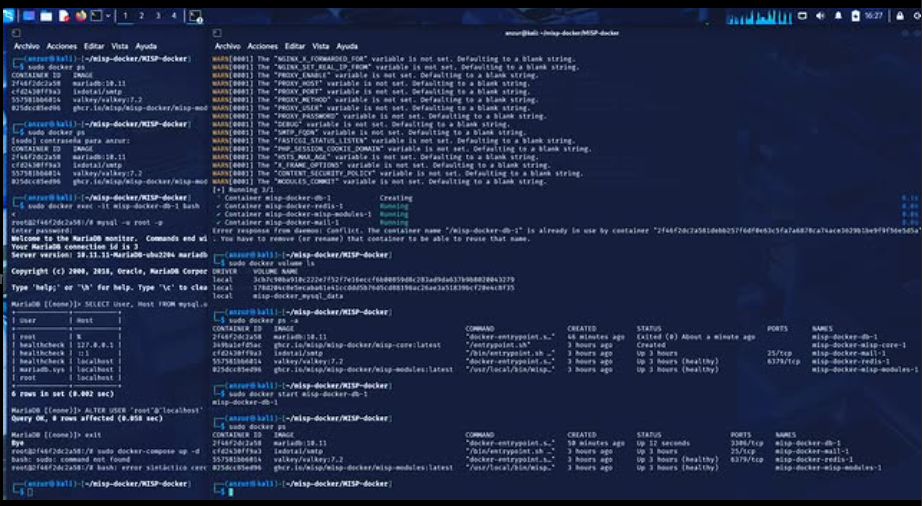 1 2 3 4
16:27
Archivo Acciones Editar Vista Ayuda
(anzur@kali)-[~/misp-docker/MISP-docker]
$ sudo docker ps
CONTAINER ID IMAGE
2f46f2dc2a58 mariadb:10.11
cfd2430ff9a3 ixdotai/smtp
557581bb6014 valkey/valkey:7.2
025dcc85ed96 ghcr.io/misp/misp-docker/misp-mod
(anzur@kali)-[~/misp-docker/MISP-docker]
$ sudo docker ps
[sudo] contraseña para anzur:
CONTAINER ID IMAGE
2f46f2dc2a58 mariadb:10.11
cfd2430ff9a3 ixdotai/smtp
557581bb6014 valkey/valkey:7.2
025dcc85ed96 ghcr.io/misp/misp-docker/misp-mod
(anzur@kali)-[~/misp-docker/MISP-docker]
$ sudo docker exec -it misp-docker-db-1 bash
<
root@2f46f2dc2a58:/# mysql -u root -p
Enter password:
Welcome to the MariaDB monitor. Commands end wi
Your MariaDB connection id is 3
Server version: 10.11.11-MariaDB-ubu2204 mariadb
Copyright (c) 2000, 2018, Oracle, MariaDB Corpor
Type 'help;' or '\h' for help. Type '\c' to clea
MariaDB [(none)]> SELECT User, Host FROM mysql.u
| User | Host |
| root | % |
| healthcheck | 127.0.0.1 |
| healthcheck | ::1 |
| healthcheck | localhost |
| mariadb.sys | localhost |
| root | localhost |
6 rows in set (0.002 sec)
MariaDB [(none)]> ALTER USER 'root'@'localhost'
Query OK, 0 rows affected (0.058 sec)
MariaDB [(none)]> exit
Bye
root@2f46f2dc2a58:/# sudo docker-compose up -d
bash: sudo: command not found
root@2f46f2dc2a58:/# bash: error sintáctico cerc
(anzur@kali)-[~/misp-docker/MISP-docker]
$
anzur@kali: ~/misp-docker/MISP-docker
Archivo Acciones Editar Vista Ayuda
WARN[0001] The "NGINX_X_FORWARDED_FOR" variable is not set. Defaulting to a blank string.
WARN[0001] The "NGINX_SET_REAL_IP_FROM" variable is not set. Defaulting to a blank string.
WARN[0001] The "PROXY_ENABLE" variable is not set. Defaulting to a blank string.
WARN[0001] The "PROXY_HOST" variable is not set. Defaulting to a blank string.
WARN[0001] The "PROXY_PORT" variable is not set. Defaulting to a blank string.
WARN[0001] The "PROXY_METHOD" variable is not set. Defaulting to a blank string.
WARN[0001] The "PROXY_USER" variable is not set. Defaulting to a blank string.
WARN[0001] The "PROXY_PASSWORD" variable is not set. Defaulting to a blank string.
WARN[0001] The "DEBUG" variable is not set. Defaulting to a blank string.
WARN[0001] The "SMTP_FQDN" variable is not set. Defaulting to a blank string.
WARN[0001] The "FASTCGI_STATUS_LISTEN" variable is not set. Defaulting to a blank string.
WARN[0001] The "PHP_SESSION_COOKIE_DOMAIN" variable is not set. Defaulting to a blank string.
WARN[0001] The "HSTS_MAX_AGE" variable is not set. Defaulting to a blank string.
WARN[0001] The "X_FRAME_OPTIONS" variable is not set. Defaulting to a blank string.
WARN[0001] The "CONTENT_SECURITY_POLICY" variable is not set. Defaulting to a blank string.
WARN[0001] The "MODULES_COMMIT" variable is not set. Defaulting to a blank string.
[+] Running 3/1
Container misp-docker-db-1 Creating
✔ Container misp-docker-redis-1 Running
✔ Container misp-docker-misp-modules-1 Running
✔ Container misp-docker-mail-1 Running
Error response from daemon: Conflict. The container name "/misp-docker-db-1" is already in use by container
. You have to remove (or rename) that container to be able to reuse that name.
$ sudo docker volume ls
DRIVER VOLUME NAME
local
local
local misp-docker_mysql_data
(anzur@kali)-[~/misp-docker/MISP-docker]
$ sudo docker ps -a
CONTAINER ID IMAGE COMMAND CREATED STATUS PORTS NAMES
2f46f2dc2a58 mariadb:10.11 "docker-entrypoint.s…" 46 minutes ago Exited (0) About a minute ago misp-docker-db-1
ghcr.io/misp/misp-docker/misp-core:latest "/entrypoint.sh" 3 hours ago Created misp-docker-misp-core-1
cfd2430ff9a3 ixdotai/smtp "/bin/entrypoint.sh …" 3 hours ago Up 3 hours 25/tcp misp-docker-mail-1
557581bb6014 valkey/valkey:7.2 "docker-entrypoint.s…" 3 hours ago Up 3 hours (healthy) 6379/tcp misp-docker-redis-1
025dcc85ed96 ghcr.io/misp/misp-docker/misp-modules:latest "/usr/local/bin/misp…" 3 hours ago Up 3 hours (healthy) misp-docker-misp-modules-1
(anzur@kali)-[~/misp-docker/MISP-docker]
$ sudo docker start misp-docker-db-1
misp-docker-db-1
(anzur@kali)-[~/misp-docker/MISP-docker]
$ sudo docker ps
CONTAINER ID IMAGE COMMAND CREATED STATUS PORTS NAMES
2f46f2dc2a58 mariadb:10.11 "docker-entrypoint.s…" 50 minutes ago Up 12 seconds 3306/tcp misp-docker-db-1
cfd2430ff9a3 ixdotai/smtp "/bin/entrypoint.sh …" 3 hours ago Up 3 hours 25/tcp misp-docker-mail-1
557581bb6014 valkey/valkey:7.2 "docker-entrypoint.s…" 3 hours ago Up 3 hours (healthy) 6379/tcp misp-docker-redis-1
025dcc85ed96 ghcr.io/misp/misp-docker/misp-modules:latest "/usr/local/bin/misp…" 3 hours ago Up 3 hours (healthy) misp-docker-misp-modules-1
(anzur@kali)-[~/misp-docker/MISP-docker]
$